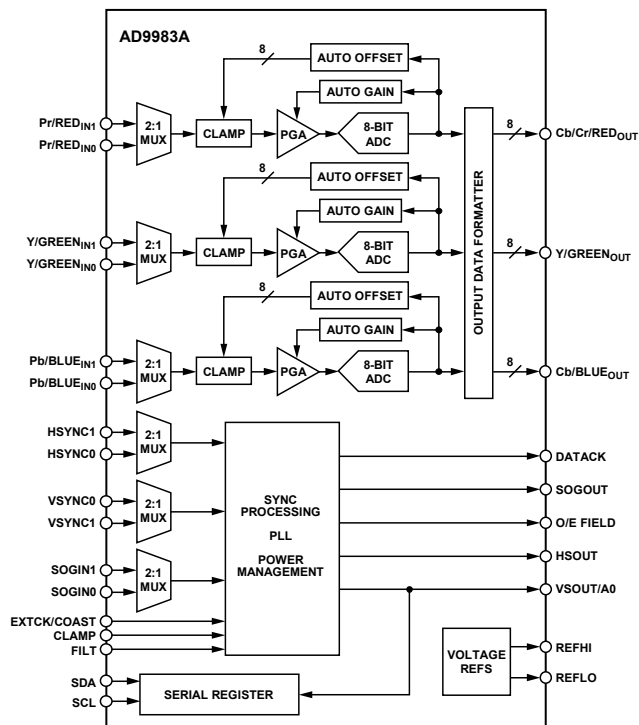 AD9983A
8
AUTO OFFSET
AUTO GAIN
Pr/RED_IN1
Pr/RED_IN0
2:1
MUX
CLAMP
PGA
8-BIT
ADC
8
Cb/Cr/RED_OUT
8
AUTO OFFSET
AUTO GAIN
Y/GREEN_IN1
Y/GREEN_IN0
2:1
MUX
CLAMP
PGA
8-BIT
ADC
OUTPUT DATA FORMATTER
8
Y/GREEN_OUT
8
AUTO OFFSET
AUTO GAIN
Pb/BLUE_IN1
Pb/BLUE_IN0
2:1
MUX
CLAMP
PGA
8-BIT
ADC
8
Cb/BLUE_OUT
HSYNC1
HSYNC0
2:1
MUX
VSYNC0
VSYNC1
2:1
MUX
SOGIN1
SOGIN0
2:1
MUX
EXTCK/COAST
CLAMP
FILT
SYNC
PROCESSING
PLL
POWER
MANAGEMENT
DATACK
SOGOUT
O/E FIELD
HSOUT
VSOUT/A0
SDA
SCL
SERIAL REGISTER
VOLTAGE
REFS
REFHI
REFLO